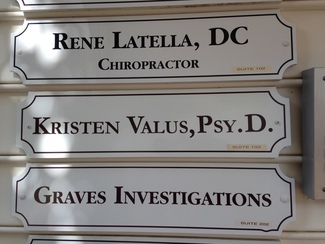 RENE LATELLA, DC
CHIROPRACTOR
KRISTEN VALUS, PSY.D.
GRAVES INVESTIGATIONS